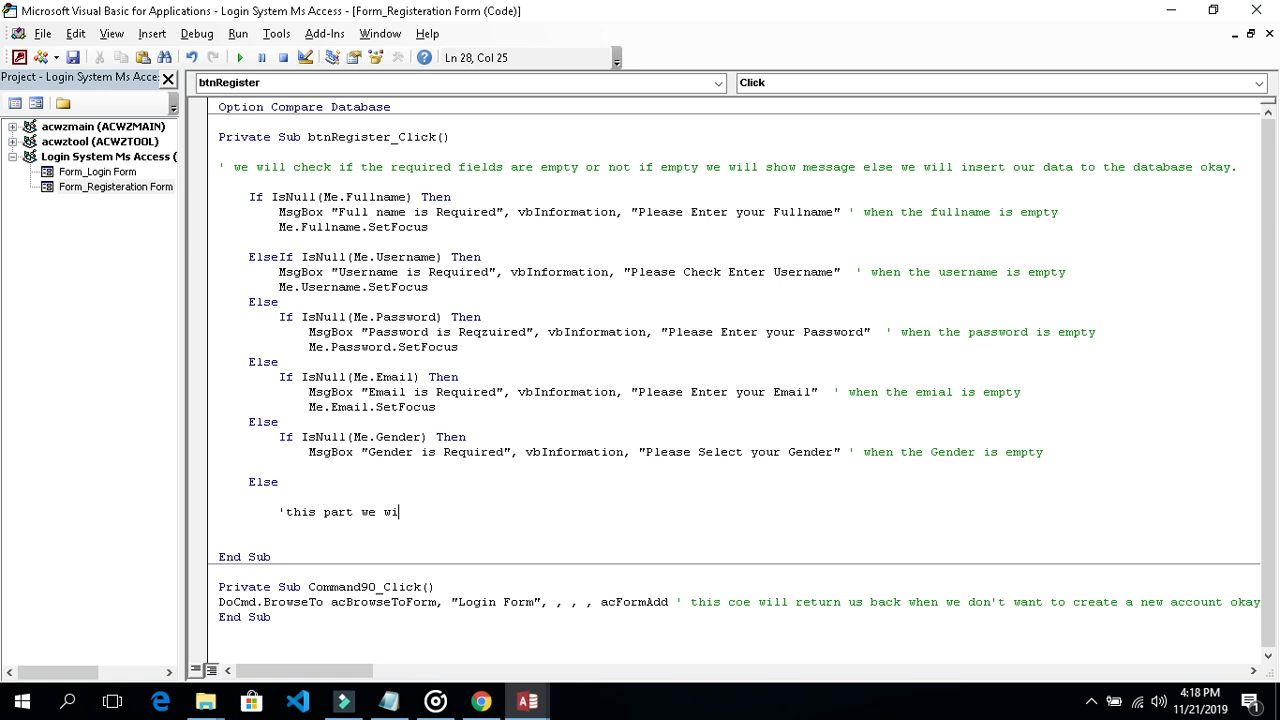 Microsoft Visual Basic for Applications - Login System Ms Access - [Form_Registeration Form (Code)]
File Edit View Insert Format Debug Run Tools Add-Ins Window Help
Ln 28, Col 25
Project - Login System Ms Acce
btnRegister
Click
acwzmain (ACWZMAIN)
acwztool (ACWZTOOL)
Login System Ms Access (
Form_Login Form
Form_Registeration Form
Option Compare Database
Private Sub btnRegister_Click()
' we will check if the required fields are empty or not if empty we will show message else we will insert our data to the database okay.
If IsNull(Me.Fullname) Then
MsgBox "Full name is Required", vbInformation, "Please Enter your Fullname" ' when the fullname is empty
Me.Fullname.SetFocus
ElseIf IsNull(Me.Username) Then
MsgBox "Username is Required", vbInformation, "Please Check Enter Username" ' when the username is empty
Me.Username.SetFocus
Else
If IsNull(Me.Password) Then
MsgBox "Password is Reqzuired", vbInformation, "Please Enter your Password" ' when the password is empty
Me.Password.SetFocus
Else
If IsNull(Me.Email) Then
MsgBox "Email is Required", vbInformation, "Please Enter your Email" ' when the emial is empty
Me.Email.SetFocus
Else
If IsNull(Me.Gender) Then
MsgBox "Gender is Required", vbInformation, "Please Select your Gender" ' when the Gender is empty
Else
'this part we wi
End Sub
Private Sub Command90_Click()
DoCmd.BrowseTo acBrowseToForm, "Login Form", , , , acFormAdd ' this coe will return us back when we don't want to create a new account okay
End Sub
4:18 PM
11/21/2019